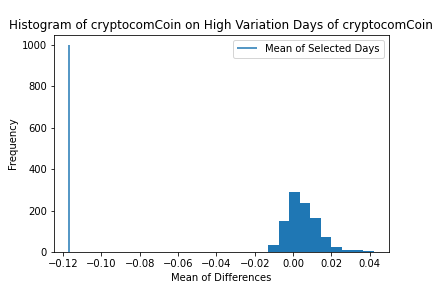 Histogram of cryptocomCoin on High Variation Days of cryptocomCoin
Mean of Selected Days
1000
800
600
400
200
0
Frequency
−0.12 −0.10 −0.08 −0.06 −0.04 −0.02 0.00 0.02 0.04
Mean of Differences